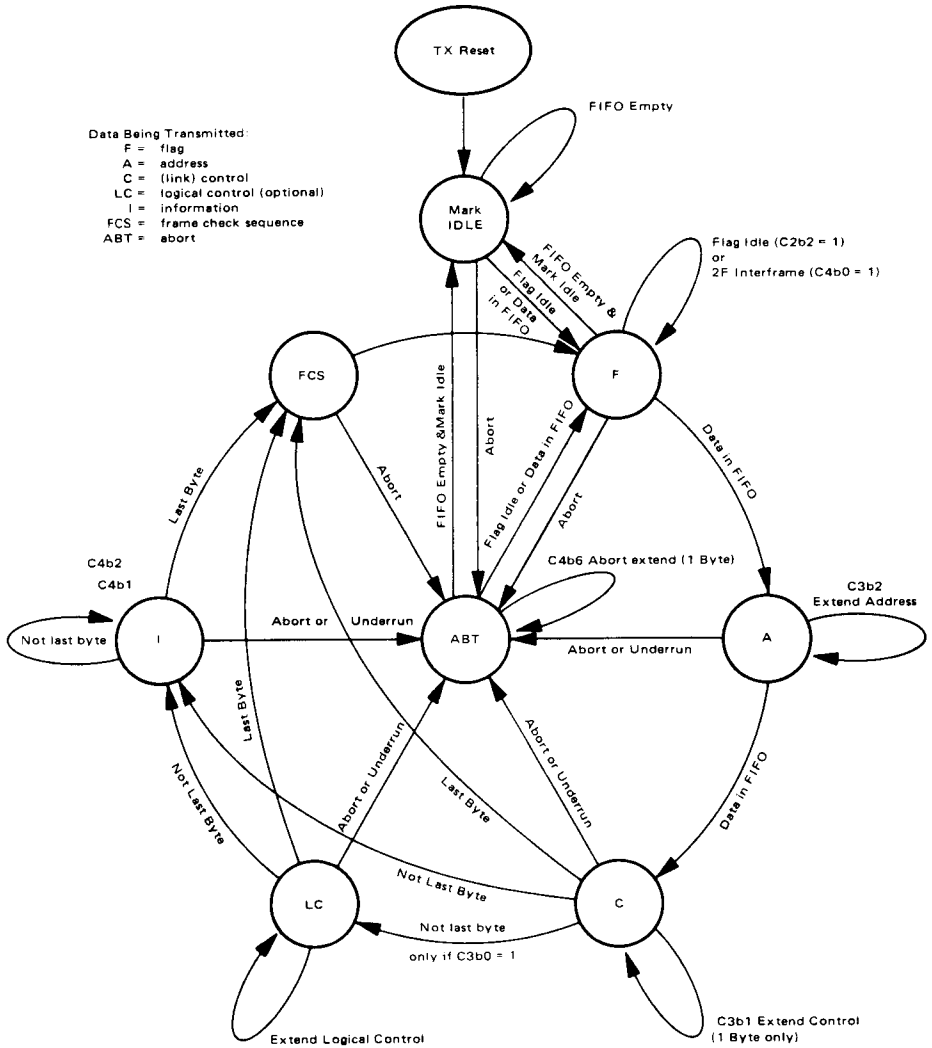 TX Reset
FIFO Empty
Data Being Transmitted:
F = flag
A = address
C = (link) control
LC = logical control (optional)
I = information
FCS = frame check sequence
ABT = abort
Mark
IDLE
Flag Idle (C2b2 = 1)
or
2F Interframe (C4b0 = 1)
FIFO Empty &
Mark Idle
Flag Idle
or Data
in FIFO
FCS
F
FIFO Empty &Mark Idle
Abort
Flag Idle or Data in FIFO
Abort
Abort
Data in FIFO
Last Byte
C4b2
C4b1
C4b6 Abort extend (1 Byte)
C3b2
Extend Address
Not last byte
I
Abort or Underrun
ABT
Abort or Underrun
A
Last Byte
Not Last Byte
Abort or Underrun
Last Byte
Abort or Underrun
Data in FIFO
Not Last Byte
LC
Not last byte
only if C3b0 = 1
C
Extend Logical Control
C3b1 Extend Control
(1 Byte only)